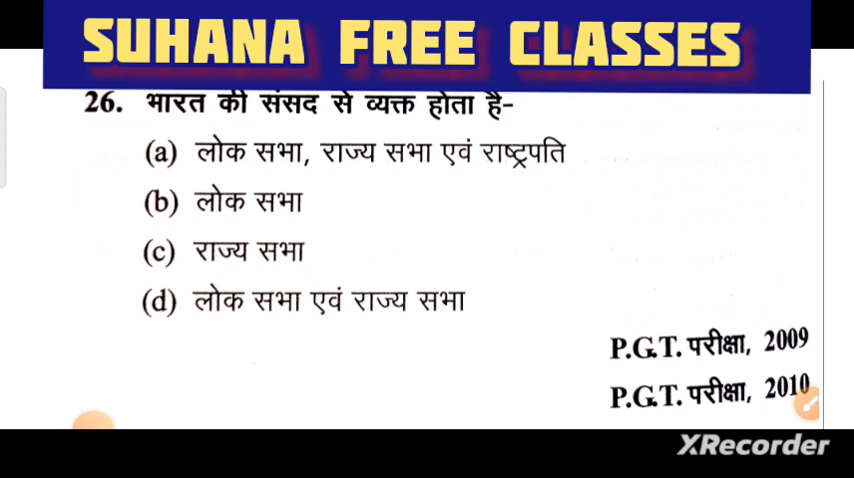 SUHANA FREE CLASSES
26. भारत की संसद से व्यक्त होता है-
(a) लोक सभा, राज्य सभा एवं राष्ट्रपति
(b) लोक सभा
(c) राज्य सभा
(d) लोक सभा एवं राज्य सभा
P.G.T. परीक्षा, 2009
P.G.T. परीक्षा, 2010
XRecorder